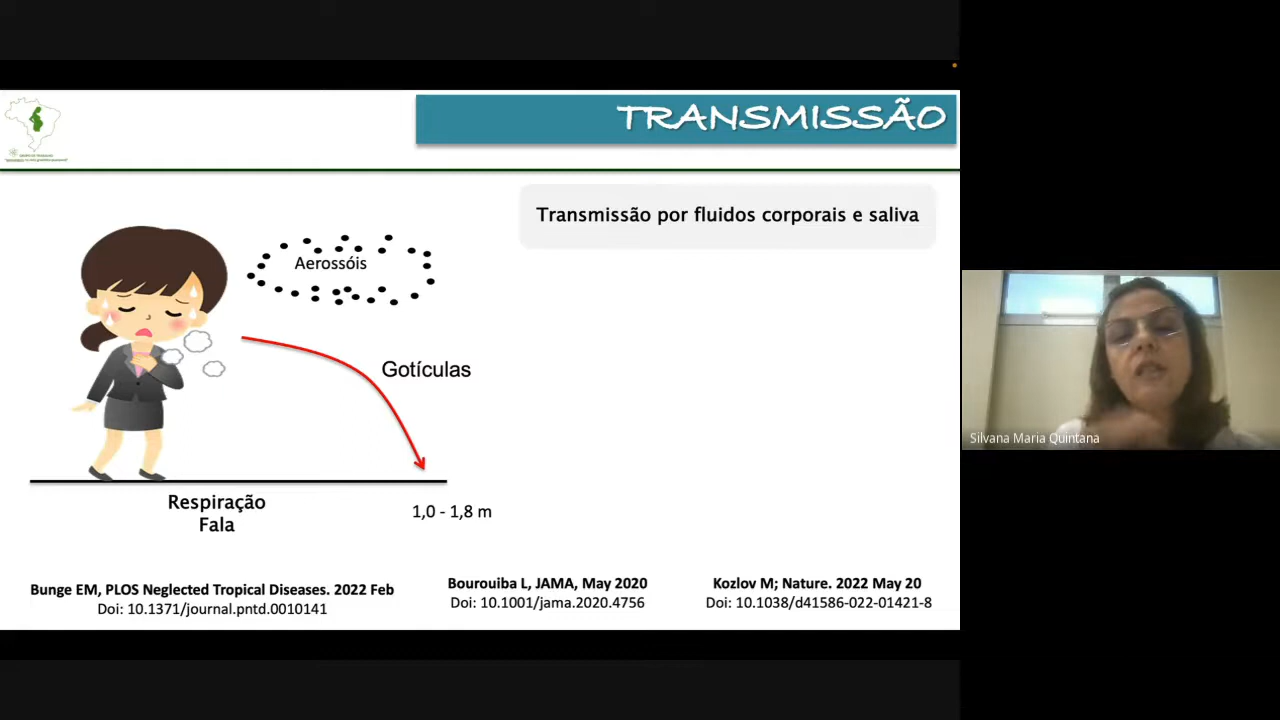 TRANSMISSÃO
Transmissão por fluidos corporais e saliva
Aerossóis
Gotículas
Respiração
Fala
1,0 - 1,8 m
Bunge EM, PLOS Neglected Tropical Diseases. 2022 Feb
Doi: 10.1371/journal.pntd.0010141
Bourouiba L, JAMA, May 2020
Doi: 10.1001/jama.2020.4756
Kozlov M; Nature. 2022 May 20
Doi: 10.1038/d41586-022-01421-8
Silvana Maria Quintana